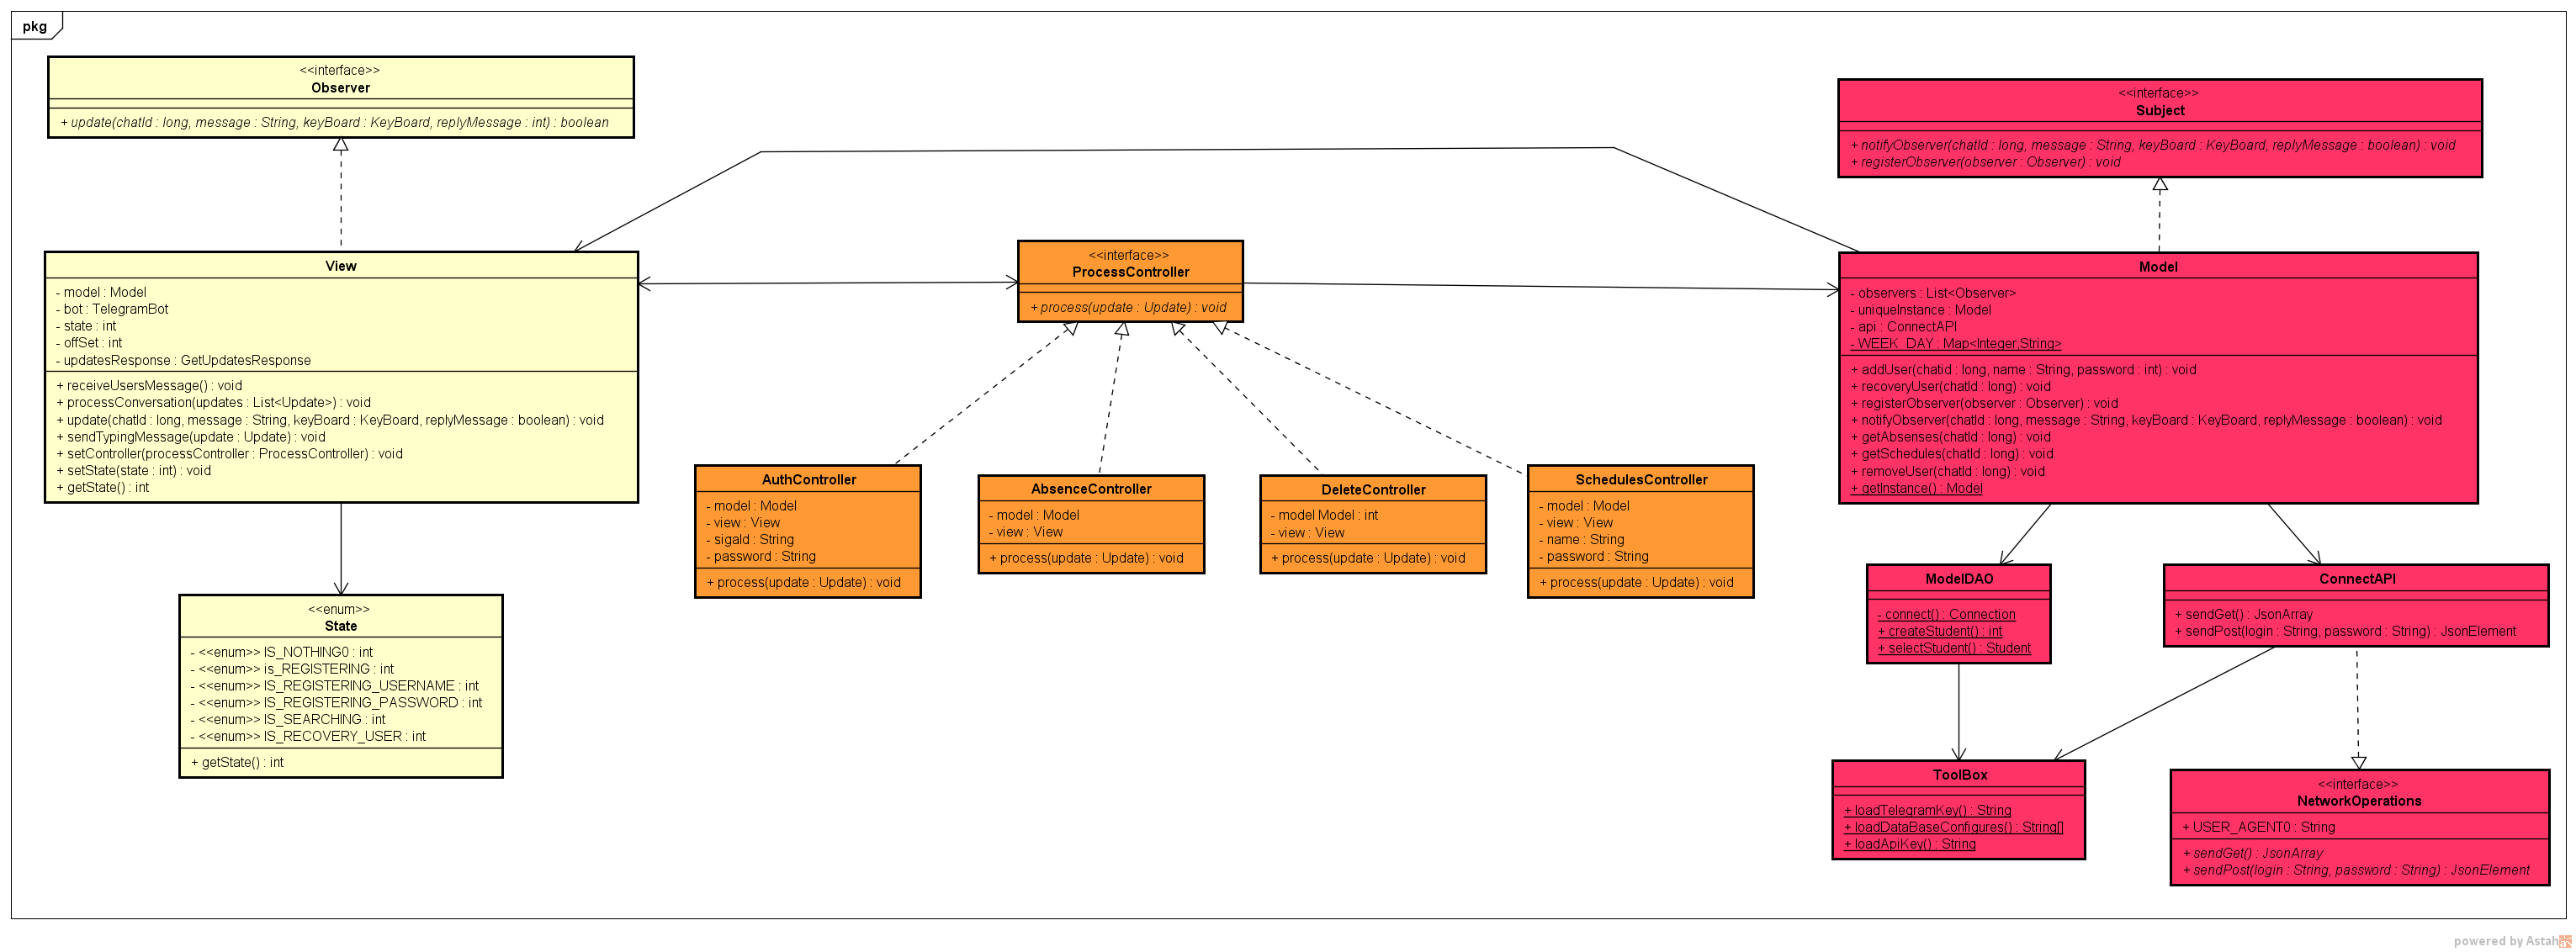 pkg
<<interface>>
Observer
+ update(chatId : long, message : String, keyBoard : KeyBoard, replyMessage : int) : boolean
<<interface>>
Subject
+ notifyObserver(chatId : long, message : String, keyBoard : KeyBoard, replyMessage : boolean) : void
+ registerObserver(observer : Observer) : void
View
- model : Model
- bot : TelegramBot
- state : int
- offSet : int
- updatesResponse : GetUpdatesResponse
+ receiveUsersMessage() : void
+ processConversation(updates : List<Update>) : void
+ update(chatId : long, message : String, keyBoard : KeyBoard, replyMessage : boolean) : void
+ sendTypingMessage(update : Update) : void
+ setController(processController : ProcessController) : void
+ setState(state : int) : void
+ getState() : int
<<interface>>
ProcessController
+ process(update : Update) : void
Model
- observers : List<Observer>
- uniqueInstance : Model
- api : ConnectAPI
- WEEK_DAY : Map<Integer,String>
+ addUser(chatid : long, name : String, password : int) : void
+ recoveryUser(chatId : long) : void
+ registerObserver(observer : Observer) : void
+ notifyObserver(chatId : long, message : String, keyBoard : KeyBoard, replyMessage : boolean) : void
+ getAbsenses(chatId : long) : void
+ getSchedules(chatId : long) : void
+ removeUser(chatId : long) : void
+ getInstance() : Model
AuthController
- model : Model
- view : View
- sigaId : String
- password : String
+ process(update : Update) : void
AbsenceController
- model : Model
- view : View
+ process(update : Update) : void
DeleteController
- model Model : int
- view : View
+ process(update : Update) : void
SchedulesController
- model : Model
- view : View
- name : String
- password : String
+ process(update : Update) : void
<<enum>>
State
- <<enum>> IS_NOTHING0 : int
- <<enum>> is_REGISTERING : int
- <<enum>> IS_REGISTERING_USERNAME : int
- <<enum>> IS_REGISTERING_PASSWORD : int
- <<enum>> IS_SEARCHING : int
- <<enum>> IS_RECOVERY_USER : int
+ getState() : int
ModelDAO
- connect() : Connection
+ createStudent() : int
+ selectStudent() : Student
ConnectAPI
+ sendGet() : JsonArray
+ sendPost(login : String, password : String) : JsonElement
ToolBox
+ loadTelegramKey() : String
+ loadDataBaseConfigures() : String[]
+ loadApiKey() : String
<<interface>>
NetworkOperations
+ USER_AGENT0 : String
+ sendGet() : JsonArray
+ sendPost(login : String, password : String) : JsonElement
powered by Astah